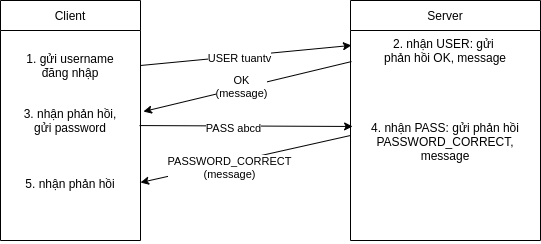 Client
Server
1. gửi username
đăng nhập
USER tuantv
2. nhận USER: gửi
phản hồi OK, message
OK
(message)
3. nhận phản hồi,
gửi password
PASS abcd
4. nhận PASS: gửi phản hồi
PASSWORD_CORRECT,
message
PASSWORD_CORRECT
(message)
5. nhận phản hồi